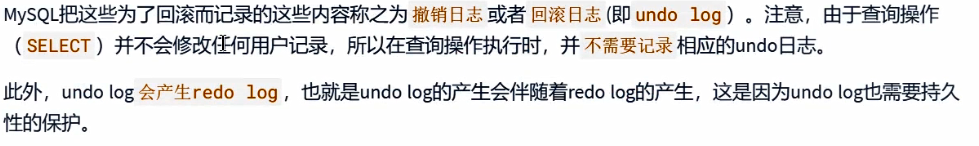 MySQL把这些为了回滚而记录的这些内容称之为 撤销日志 或者 回滚日志 (即 undo log ) 。注意，由于查询操作
（ SELECT ）并不会修改任何用户记录，所以在查询操作执行时，并 不需要记录 相应的undo日志。
此外，undo log 会产生redo log ，也就是undo log的产生会伴随着redo log的产生，这是因为undo log也需要持久
性的保护。